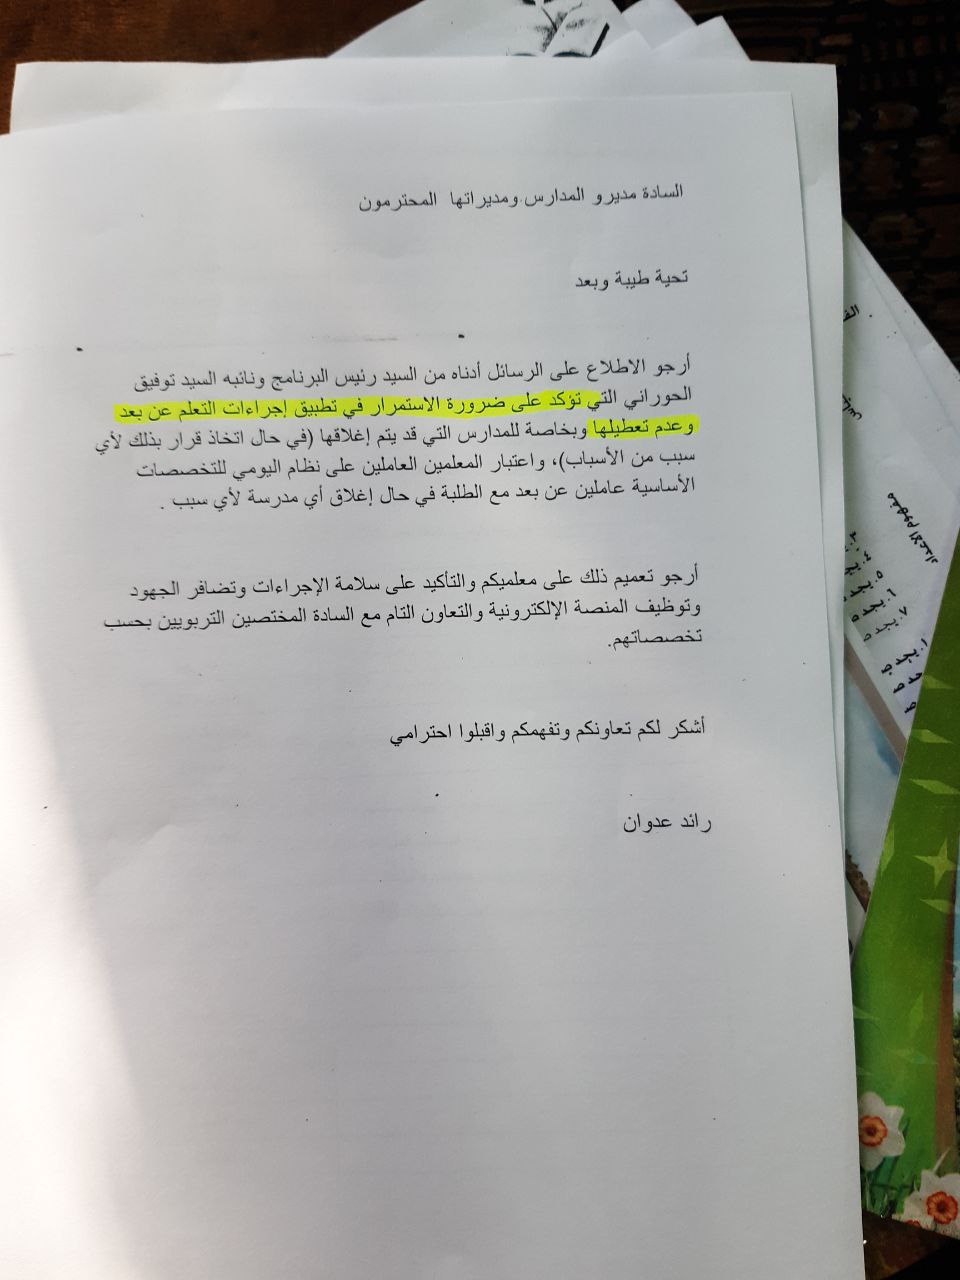 السادة مديرو المدارس ومديراتها المحترمون
تحية طيبة وبعد
أرجو الاطلاع على الرسائل أدناه من السيد رئيس البرنامج ونائبه السيد توفيق
الحوراني التي تؤكد على ضرورة الاستمرار في تطبيق إجراءات التعلم عن بعد
وعدم تعطيلها وبخاصة للمدارس التي قد يتم إغلاقها (في حال اتخاذ قرار بذلك لأي
سبب من الأسباب)، واعتبار المعلمين العاملين على نظام اليومي للتخصصات
الأساسية عاملين عن بعد مع الطلبة في حال إغلاق أي مدرسة لأي سبب .
أرجو تعميم ذلك على معلميكم والتأكيد على سلامة الإجراءات وتضافر الجهود
وتوظيف المنصة الإلكترونية والتعاون التام مع السادة المختصين التربويين بحسب
تخصصاتهم.
أشكر لكم تعاونكم وتفهمكم واقبلوا احترامي
رائد عدوان
مفهوم الاعداد